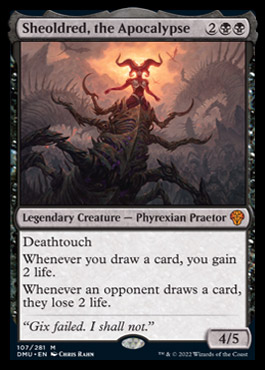 Sheoldred, the Apocalypse 2
Legendary Creature — Phyrexian Praetor
Deathtouch
Whenever you draw a card, you gain
2 life.
Whenever an opponent draws a card,
they lose 2 life.
“Gix failed. I shall not.”
4/5
107/281 M
DMU • EN Chris Rahn
™ & © 2022 Wizards of the Coast